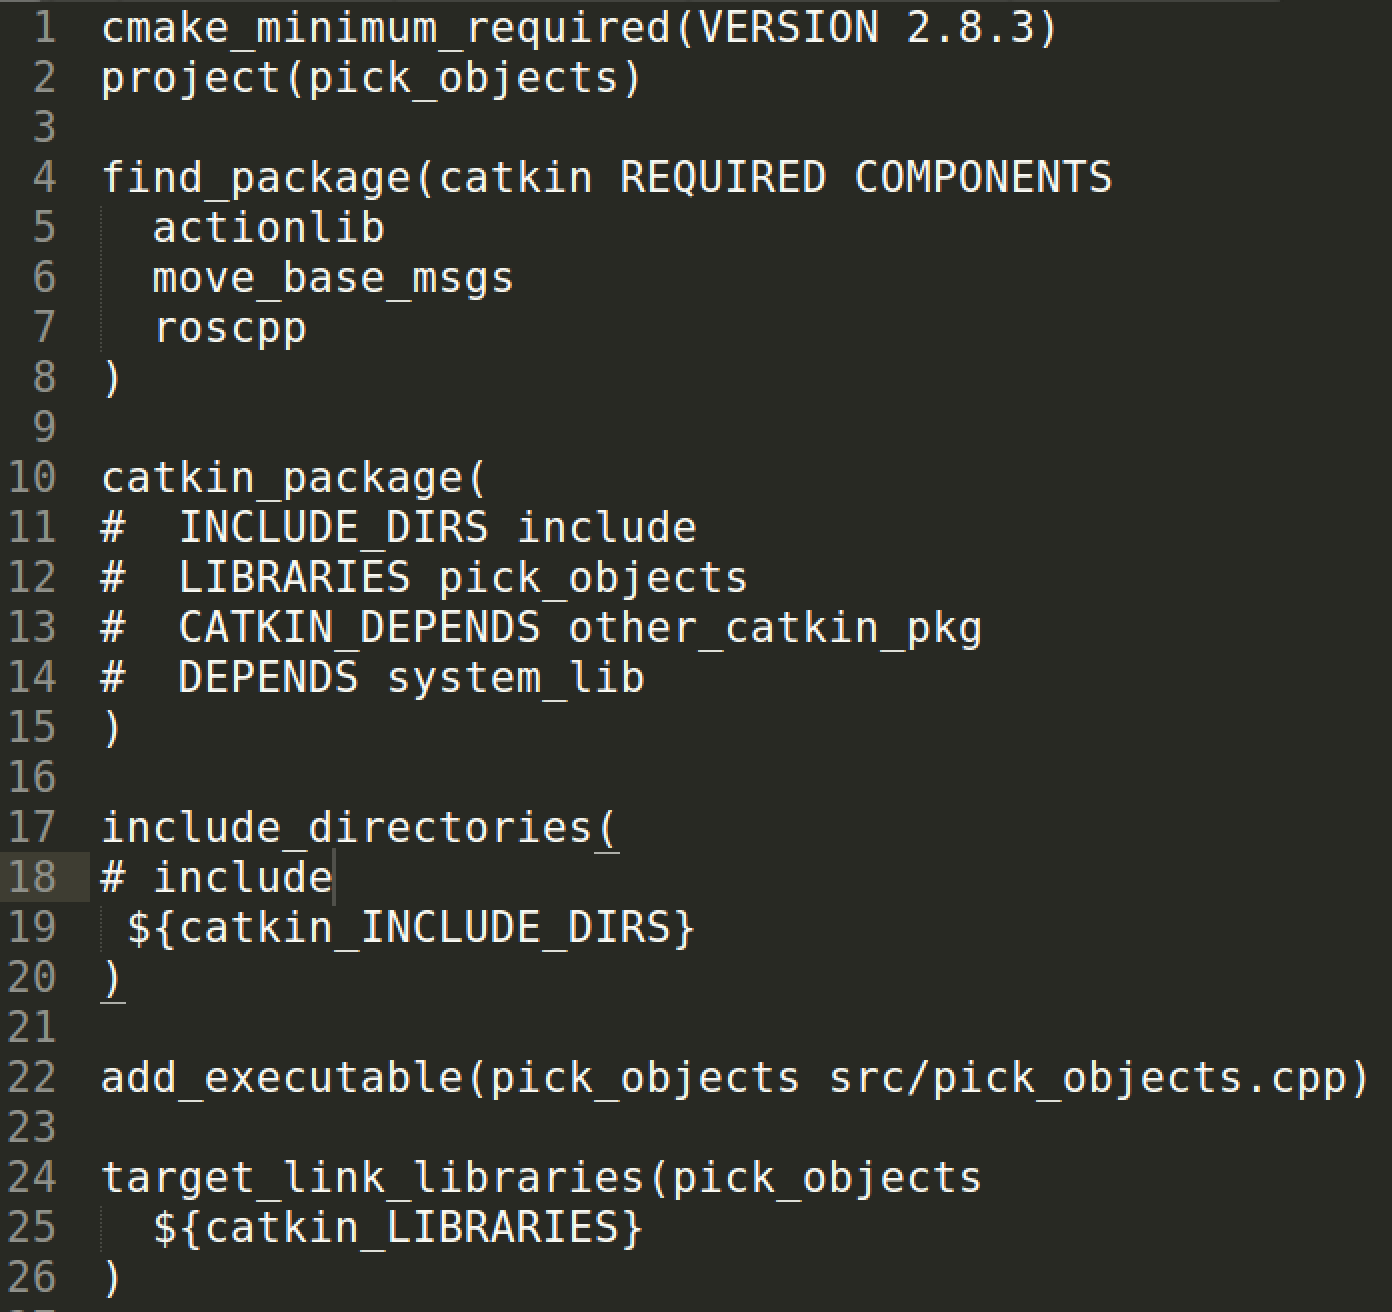 1 cmake_minimum_required(VERSION 2.8.3)
2 project(pick_objects)
3
4 find_package(catkin REQUIRED COMPONENTS
5   actionlib
6   move_base_msgs
7   roscpp
8 )
9
10 catkin_package(
11 #  INCLUDE_DIRS include
12 #  LIBRARIES pick_objects
13 #  CATKIN_DEPENDS other_catkin_pkg
14 #  DEPENDS system_lib
15 )
16
17 include_directories(
18 # include
19  ${catkin_INCLUDE_DIRS}
20 )
21
22 add_executable(pick_objects src/pick_objects.cpp)
23
24 target_link_libraries(pick_objects
25   ${catkin_LIBRARIES}
26 )